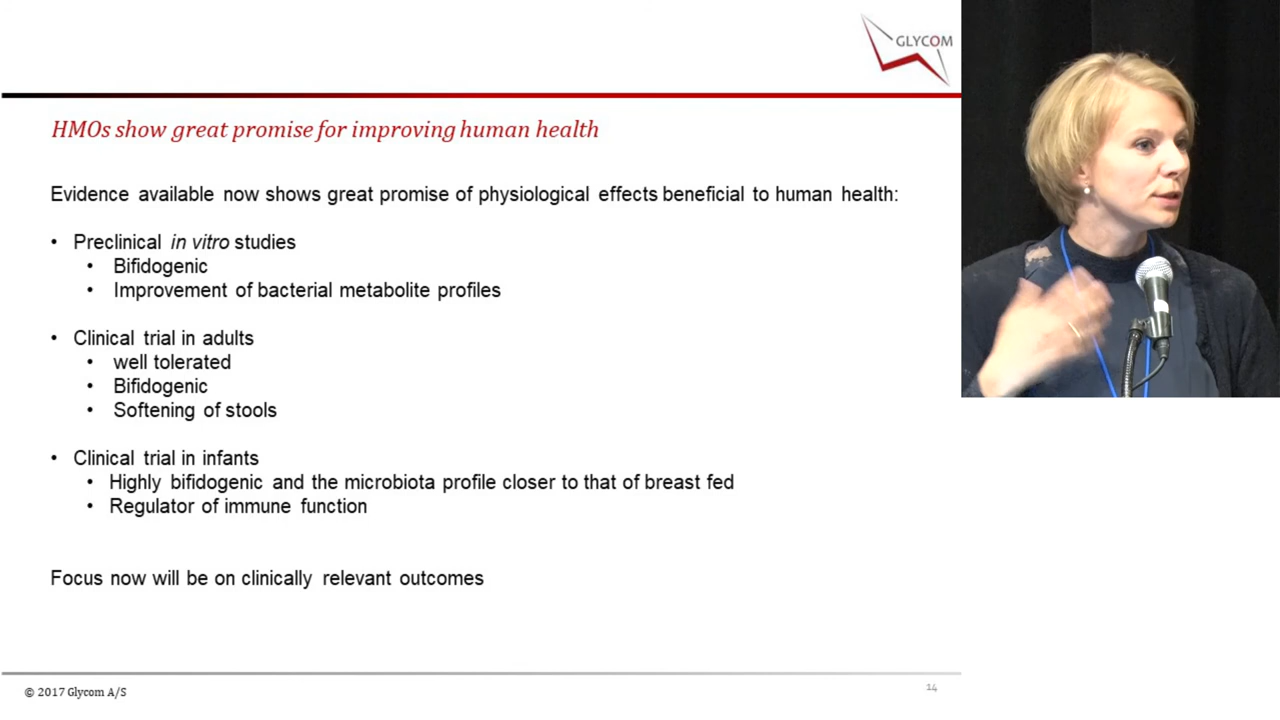 GLYCOM
HMOs show great promise for improving human health
Evidence available now shows great promise of physiological effects beneficial to human health:
• Preclinical in vitro studies
• Bifidogenic
• Improvement of bacterial metabolite profiles
• Clinical trial in adults
• well tolerated
• Bifidogenic
• Softening of stools
• Clinical trial in infants
• Highly bifidogenic and the microbiota profile closer to that of breast fed
• Regulator of immune function
Focus now will be on clinically relevant outcomes
© 2017 Glycom A/S
14